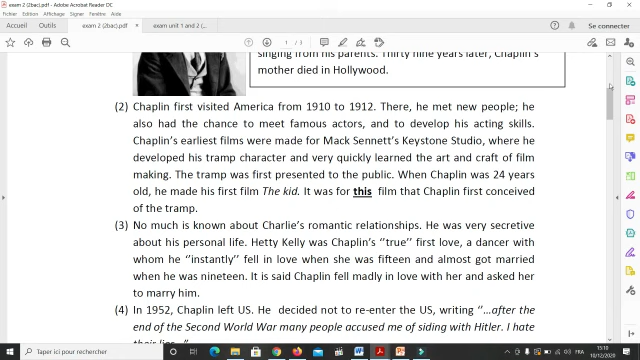 exam 2 (2bac).pdf - Adobe Acrobat Reader DC
Fichier Edition Affichage Signer Fenêtre Aide
Accueil Outils exam 2 (2bac).pdf × exam unit 1 and 2 (... Se connecter
1 / 3
singing from his parents. Thirty nine years later, Chaplin's
mother died in Hollywood.
(2) Chaplin first visited America from 1910 to 1912. There, he met new people; he
also had the chance to meet famous actors, and to develop his acting skills.
Chaplin's earliest films were made for Mack Sennett's Keystone Studio, where he
developed his tramp character and very quickly learned the art and craft of film
making. The tramp was first presented to the public. When Chaplin was 24 years
old, he made his first film The kid. It was for this film that Chaplin first conceived
of the tramp.
(3) No much is known about Charlie's romantic relationships. He was very secretive
about his personal life. Hetty Kelly was Chaplin's ''true'' first love, a dancer with
whom he ''instantly'' fell in love when she was fifteen and almost got married
when he was nineteen. It is said Chaplin fell madly in love with her and asked her
to marry him.
(4) In 1952, Chaplin left US. He decided not to re-enter the US, writing ''...after the
end of the Second World War many people accused me of siding with Hitler. I hate
their lies...''
Taper ici pour rechercher
FRA
15:10
10/12/2020